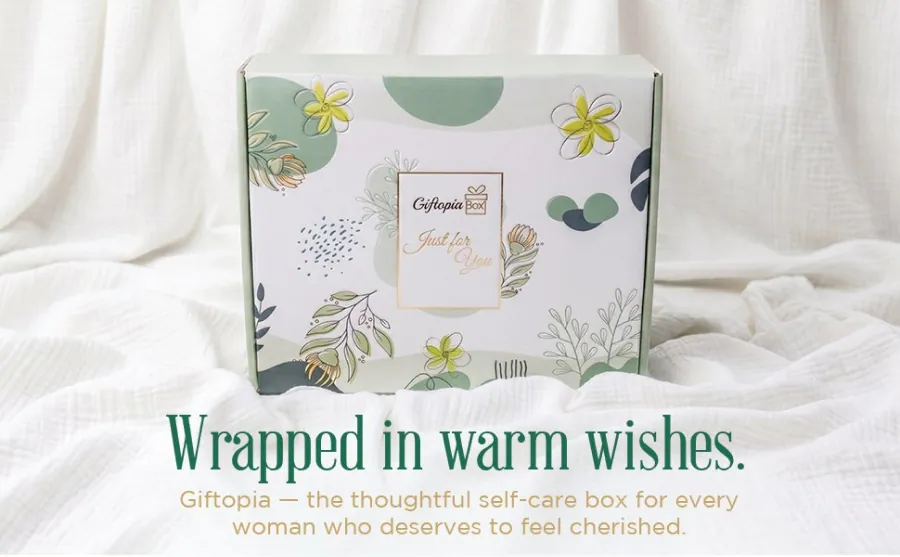 Giftopia Box
Just for
You
Wrapped in warm wishes.
Giftopia — the thoughtful self-care box for every
woman who deserves to feel cherished.